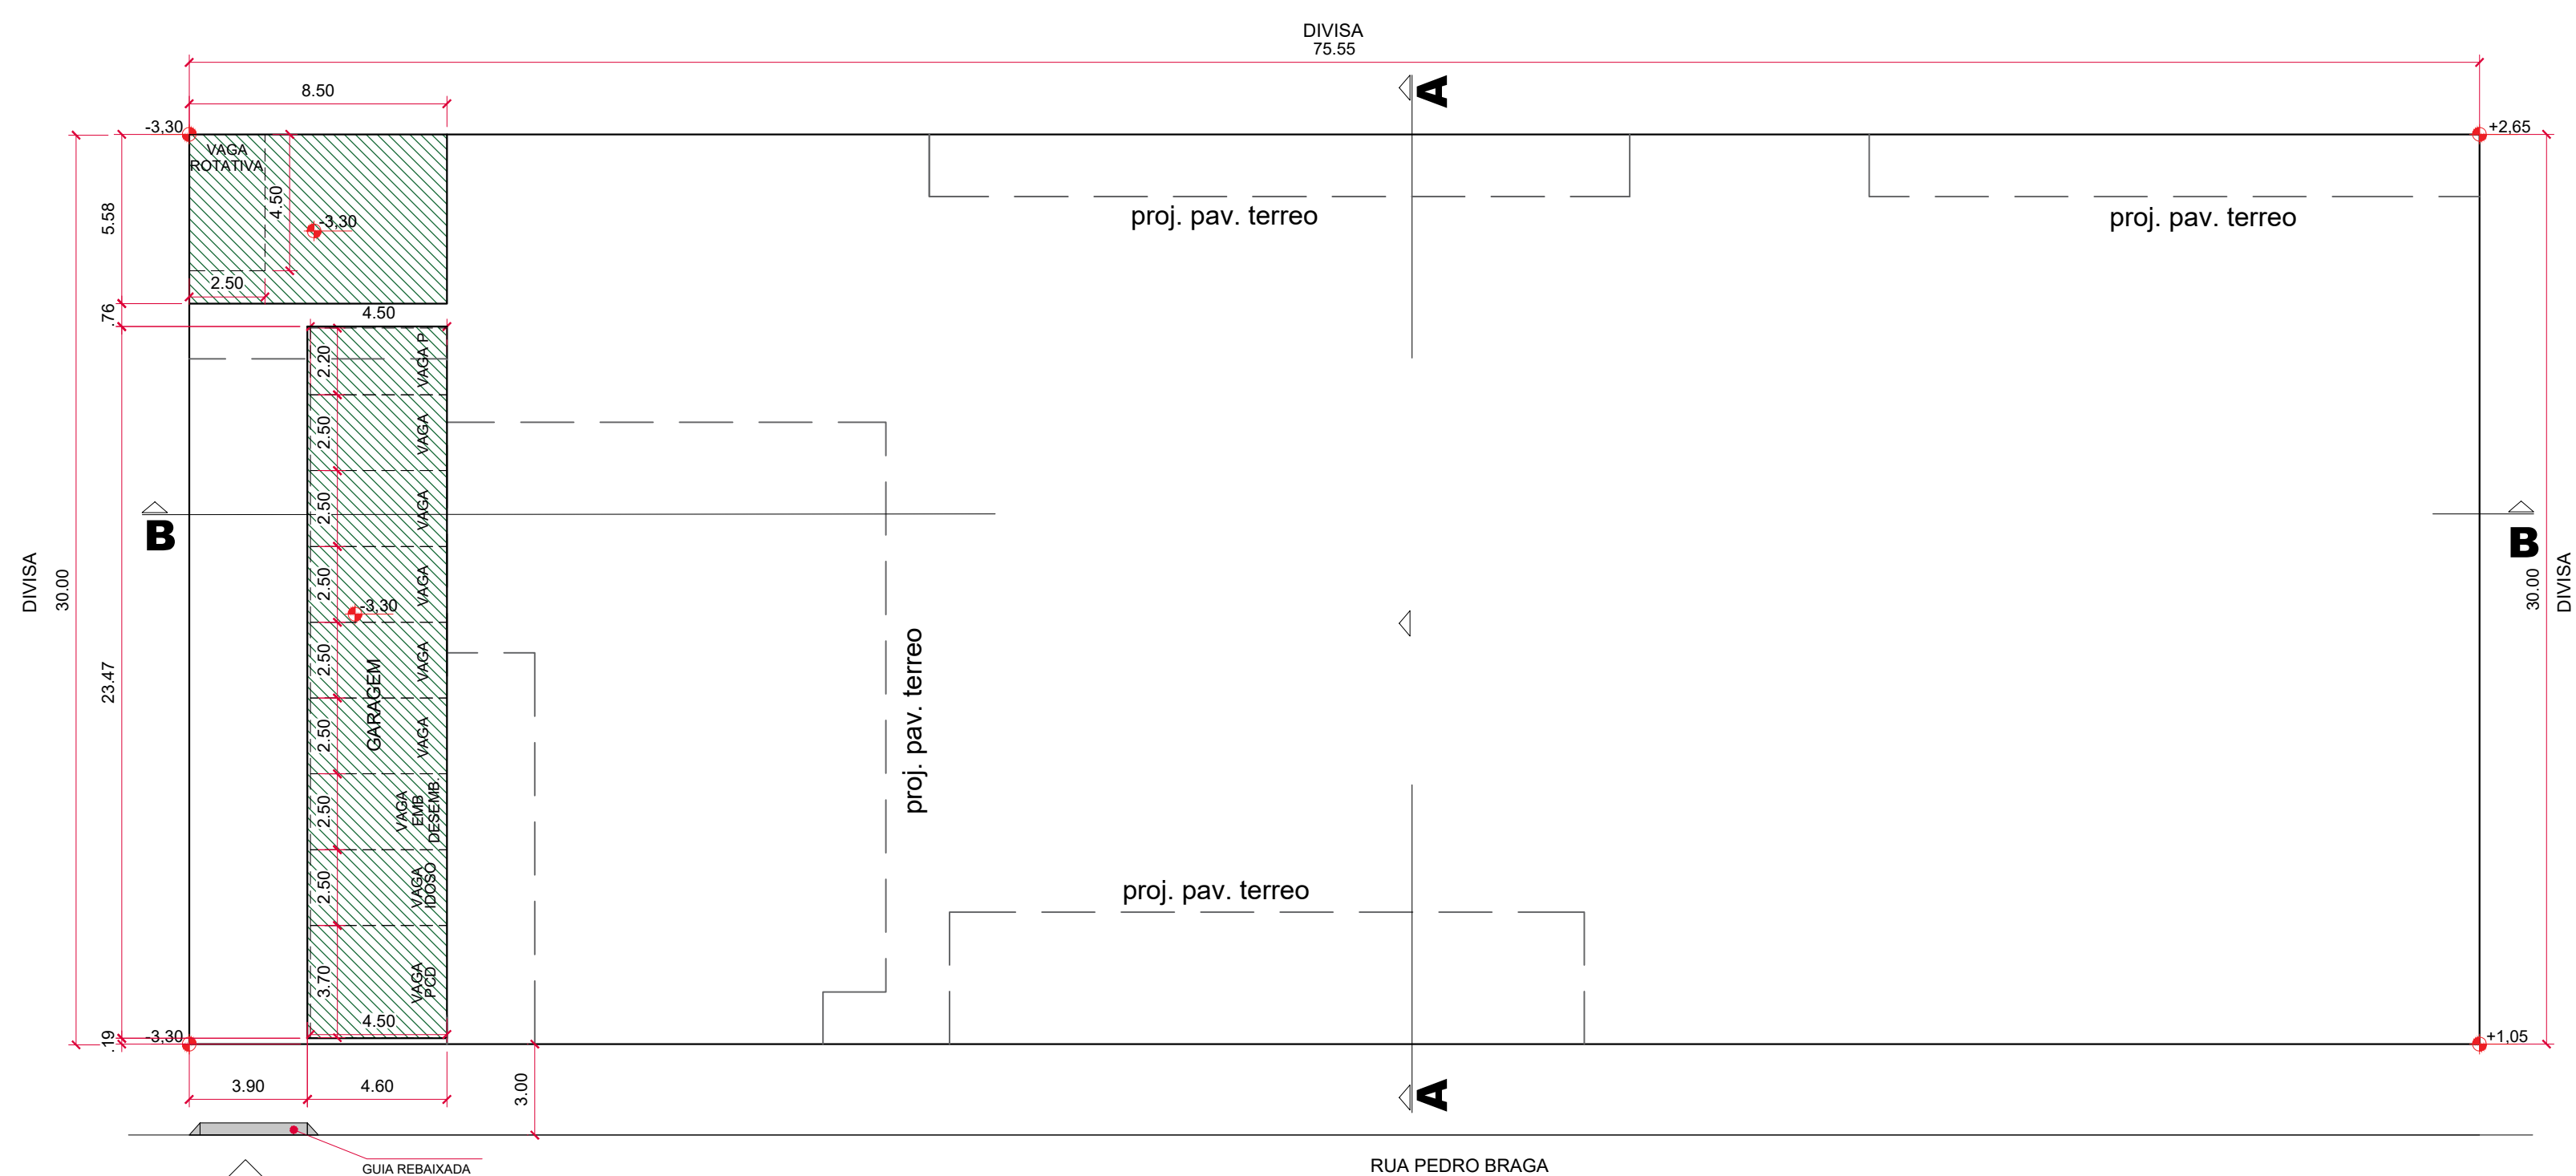 DIVISA
75.55
A
8.50
-3,30
+2,65
VAGA
ROTATIVA
4.50
5.58
-3,30
proj. pav. terreo
proj. pav. terreo
2.50
.76
4.50
2.20
VAGA P
2.50
VAGA
2.50
VAGA
B
B
DIVISA
30.00
2.50
VAGA
-3,30
30.00
DIVISA
23.47
2.50
VAGA
GARAGEM
proj. pav. terreo
2.50
VAGA
2.50
VAGA
EMB
DESEMB.
2.50
VAGA
IDOSO
proj. pav. terreo
3.70
VAGA
PCD
4.50
.19
-3,30
+1,05
3.90
4.60
3.00
A
GUIA REBAIXADA
RUA PEDRO BRAGA